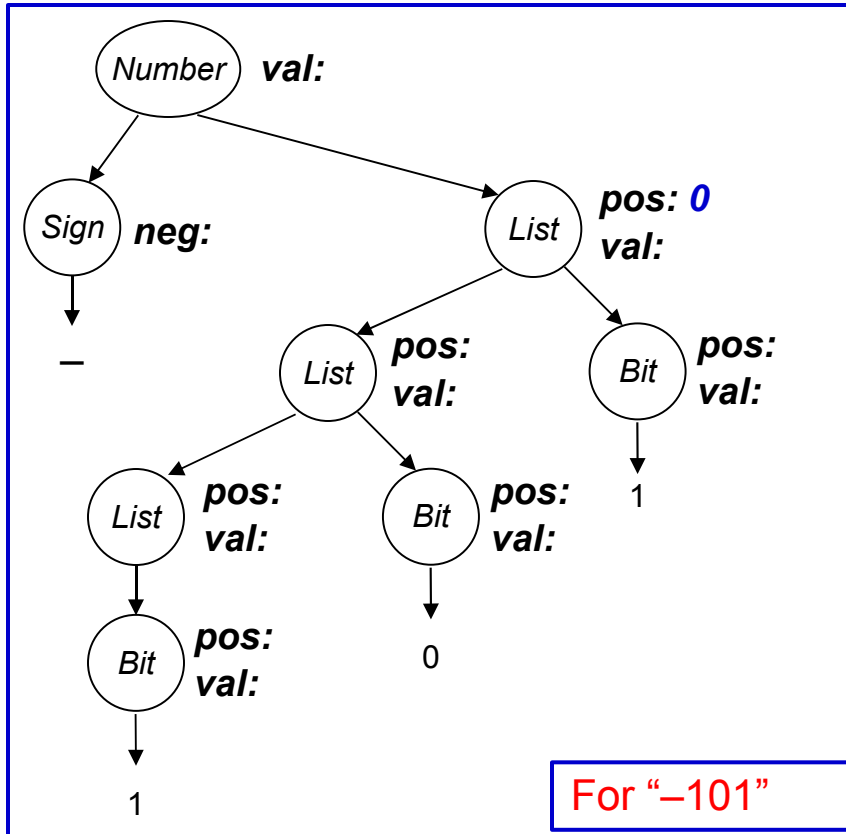 Number val:
Sign neg:
List pos: 0
val:
–
List pos:
val:
Bit pos:
val:
List pos:
val:
Bit pos:
val:
1
Bit pos:
val:
0
1
For “–101”